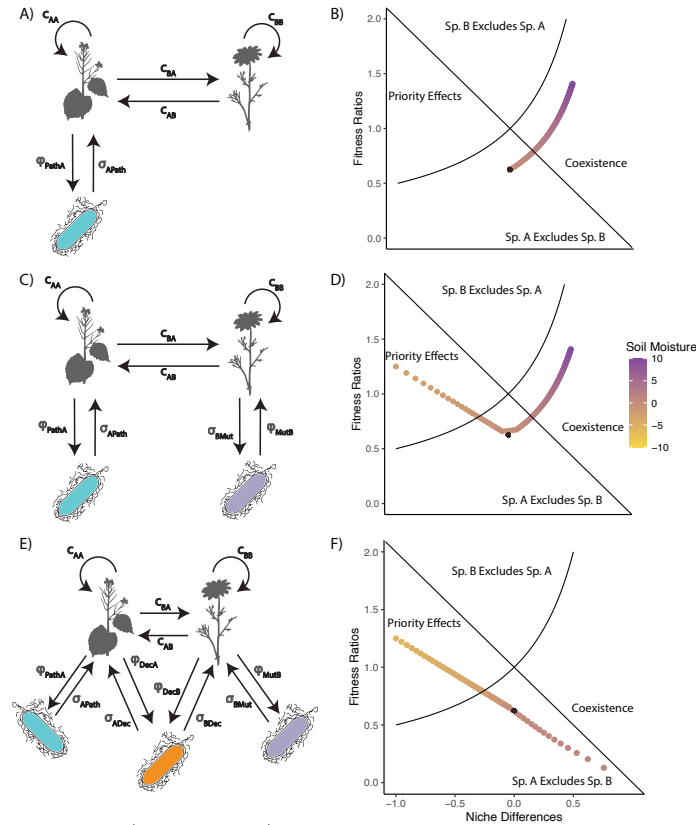 A)
C_AA
C_BB
C_BA
C_AB
φ_PathA
σ_APath
B)
2.0
1.5
1.0
0.5
0.0
Fitness Ratios
Sp. B Excludes Sp. A
Priority Effects
Coexistence
Sp. A Excludes Sp. B
C)
C_AA
C_BB
C_BA
C_AB
φ_PathA
σ_APath
σ_BMut
φ_MutB
D)
2.0
1.5
1.0
0.5
0.0
Fitness Ratios
Sp. B Excludes Sp. A
Priority Effects
Coexistence
Sp. A Excludes Sp. B
Soil Moisture
10
5
0
−5
−10
E)
C_AA
C_BB
C_BA
C_AB
φ_PathA
σ_APath
φ_DecA
σ_ADec
φ_DecB
σ_BDec
σ_BMut
φ_MutB
F)
2.0
1.5
1.0
0.5
0.0
Fitness Ratios
Sp. B Excludes Sp. A
Priority Effects
Coexistence
Sp. A Excludes Sp. B
−1.0 −0.5 0.0 0.5
Niche Differences